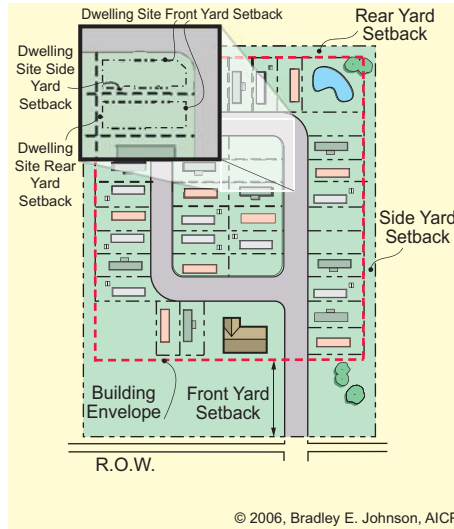 Dwelling Site Front Yard Setback
Rear Yard
Setback
Dwelling
Site Side
Yard
Setback
Dwelling
Site Rear
Yard
Setback
Side Yard
Setback
Building
Envelope
Front Yard
Setback
R.O.W.
© 2006, Bradley E. Johnson, AICP